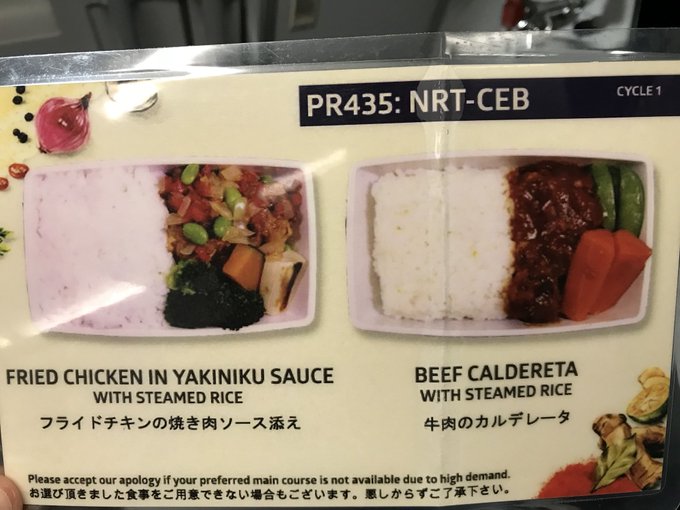 PR435: NRT-CEB
CYCLE 1
FRIED CHICKEN IN YAKINIKU SAUCE
WITH STEAMED RICE
フライドチキンの焼き肉ソース添え
BEEF CALDERETA
WITH STEAMED RICE
牛肉のカルデレータ
Please accept our apology if your preferred main course is not available due to high demand.
お選び頂きました食事をご用意できない場合もございます。悪しからずご了承下さい。